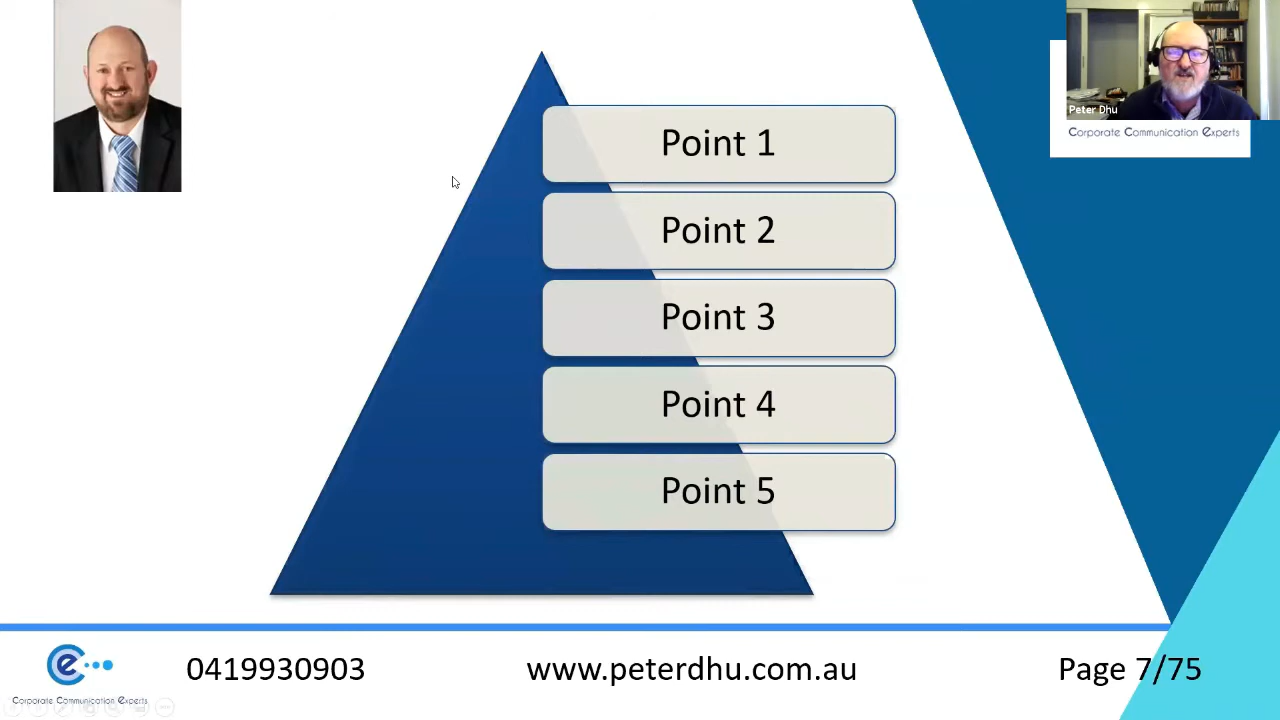 Peter Dhu
Corporate Communication Experts
Point 1
Point 2
Point 3
Point 4
Point 5
0419930903
www.peterdhu.com.au
Page 7/75
Corporate Communication Experts